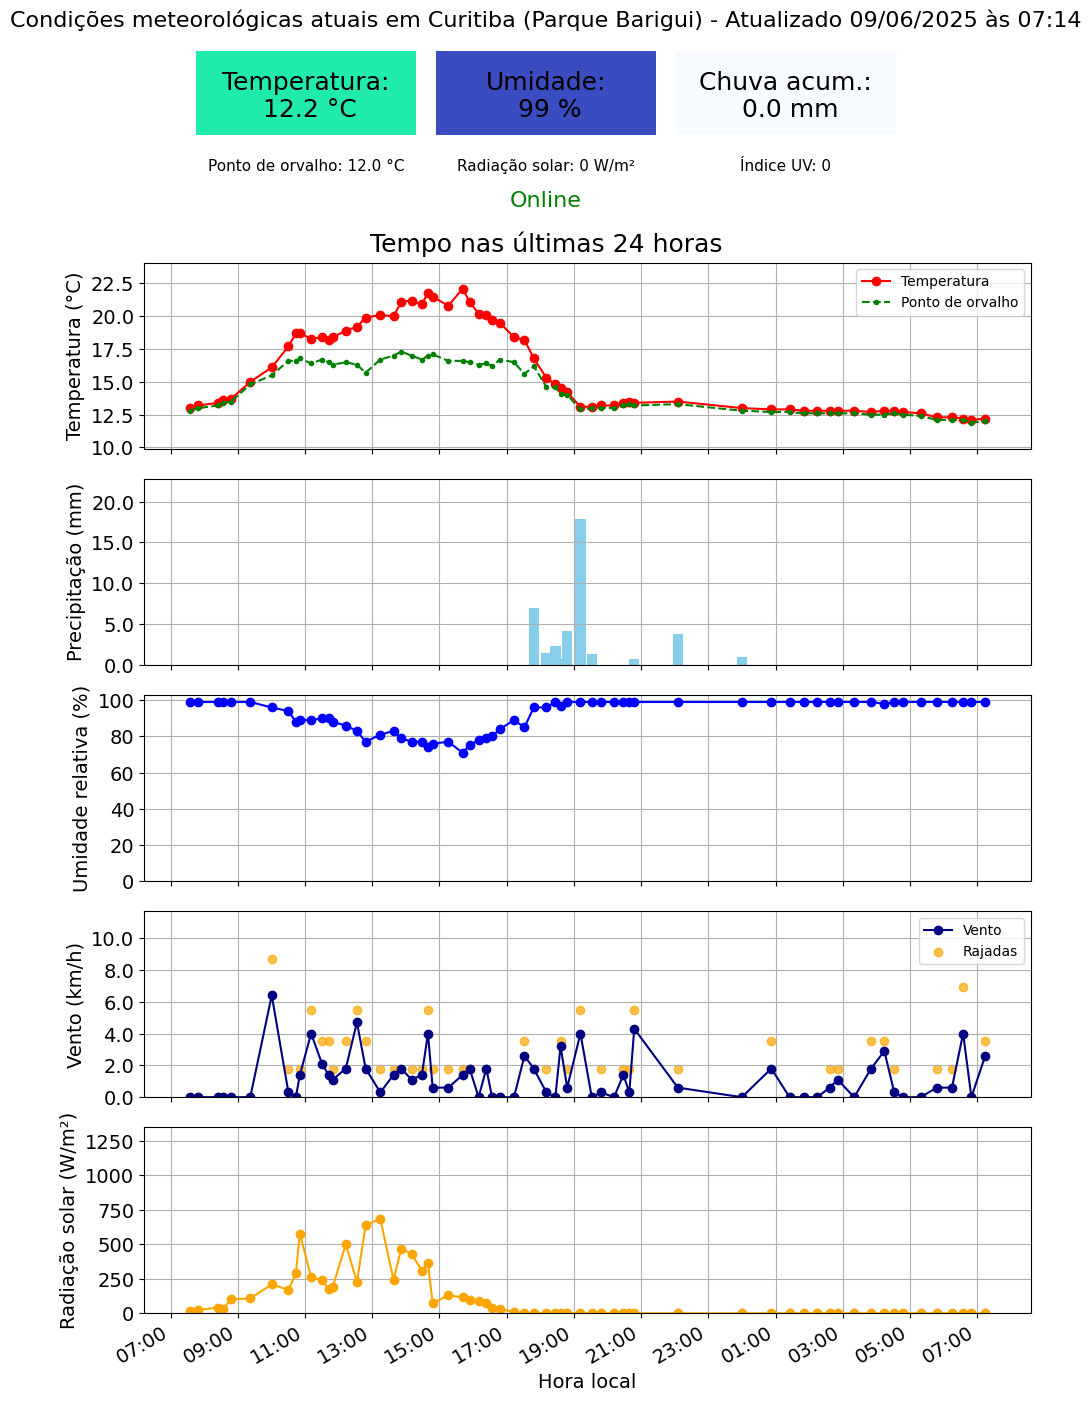 Condições meteorológicas atuais em Curitiba (Parque Barigui) - Atualizado 09/06/2025 às 07:14
Temperatura:
12.2 °C
Umidade:
99 %
Chuva acum.:
0.0 mm
Ponto de orvalho: 12.0 °C
Radiação solar: 0 W/m²
Índice UV: 0
Online
Tempo nas últimas 24 horas
Temperatura (°C)
22.5
20.0
17.5
15.0
12.5
10.0
Temperatura
Ponto de orvalho
Precipitação (mm)
20.0
15.0
10.0
5.0
0.0
Umidade relativa (%)
100
80
60
40
20
0
Vento (km/h)
10.0
8.0
6.0
4.0
2.0
0.0
Vento
Rajadas
Radiação solar (W/m²)
1250
1000
750
500
250
0
07:00
09:00
11:00
13:00
15:00
17:00
19:00
21:00
23:00
01:00
03:00
05:00
07:00
Hora local